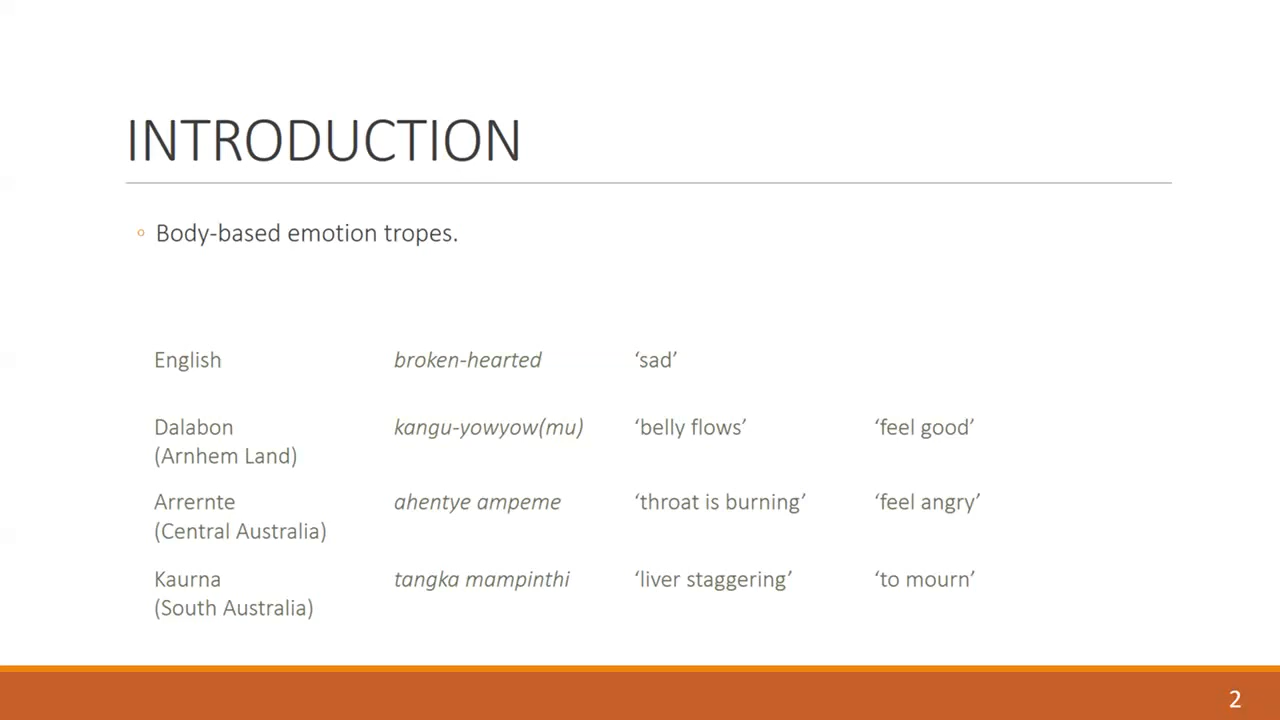 INTRODUCTION
◦ Body-based emotion tropes.
English broken-hearted ‘sad’
Dalabon kangu-yowyow(mu) ‘belly flows’ ‘feel good’
(Arnhem Land)
Arrernte ahentye ampeme ‘throat is burning’ ‘feel angry’
(Central Australia)
Kaurna tangka mampinthi ‘liver staggering’ ‘to mourn’
(South Australia)
2